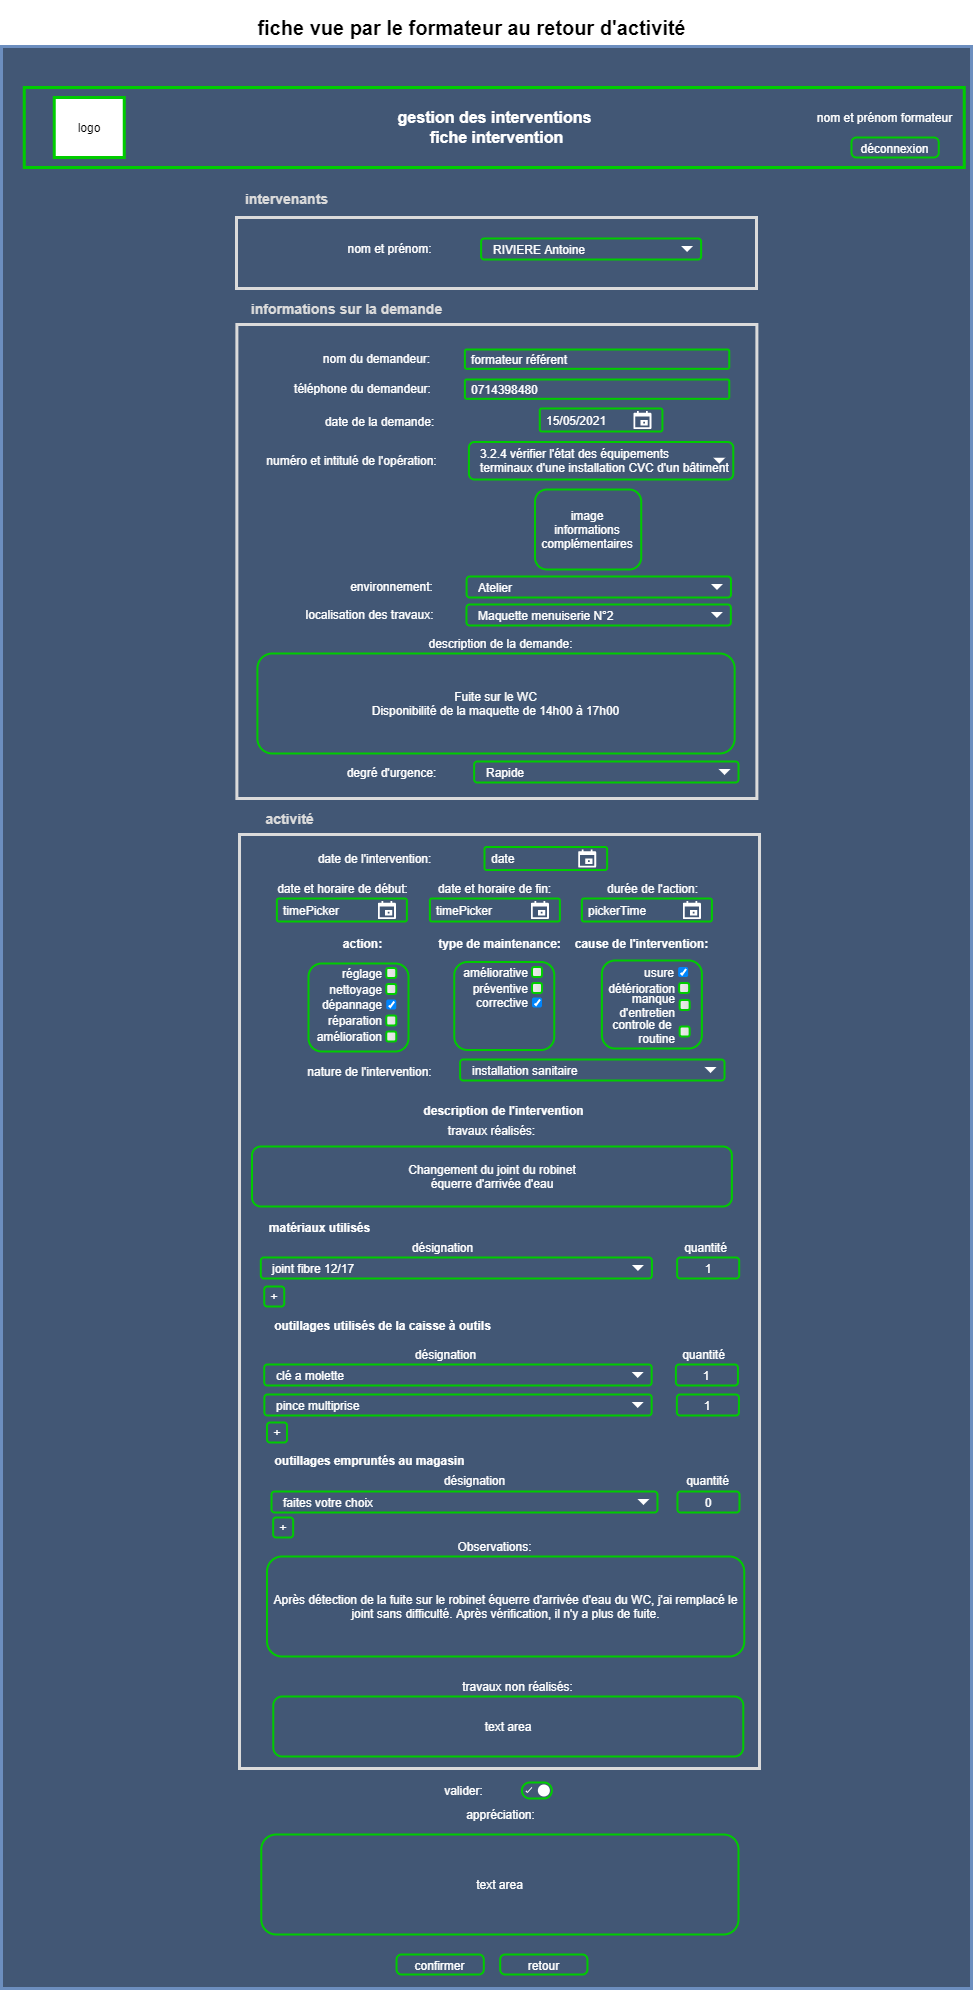 fiche vue par le formateur au retour d'activité
logo
gestion des interventions
fiche intervention
nom et prénom formateur
déconnexion
intervenants
nom et prénom:
RIVIERE Antoine
informations sur la demande
nom du demandeur:
formateur référent
téléphone du demandeur:
0714398480
date de la demande:
15/05/2021
numéro et intitulé de l'opération:
3.2.4 vérifier l'état des équipements
terminaux d'une installation CVC d'un bâtiment
image
informations
complémentaires
environnement:
Atelier
localisation des travaux:
Maquette menuiserie N°2
description de la demande:
Fuite sur le WC
Disponibilité de la maquette de 14h00 à 17h00
degré d'urgence:
Rapide
activité
date de l'intervention:
date
date et horaire de début:
date et horaire de fin:
durée de l'action:
timePicker
timePicker
pickerTime
action:
type de maintenance:
cause de l'intervention:
réglage
nettoyage
dépannage
réparation
amélioration
améliorative
préventive
corrective
usure
détérioration
manque
d'entretien
controle de
routine
nature de l'intervention:
installation sanitaire
description de l'intervention
travaux réalisés:
Changement du joint du robinet
équerre d'arrivée d'eau
matériaux utilisés
désignation
quantité
joint fibre 12/17
1
+
outillages utilisés de la caisse à outils
désignation
quantité
clé a molette
1
pince multiprise
1
+
outillages empruntés au magasin
désignation
quantité
faites votre choix
0
+
Observations:
Après détection de la fuite sur le robinet équerre d'arrivée d'eau du WC, j'ai remplacé le
joint sans difficulté. Après vérification, il n'y a plus de fuite.
travaux non réalisés:
text area
valider:
appréciation:
text area
confirmer
retour